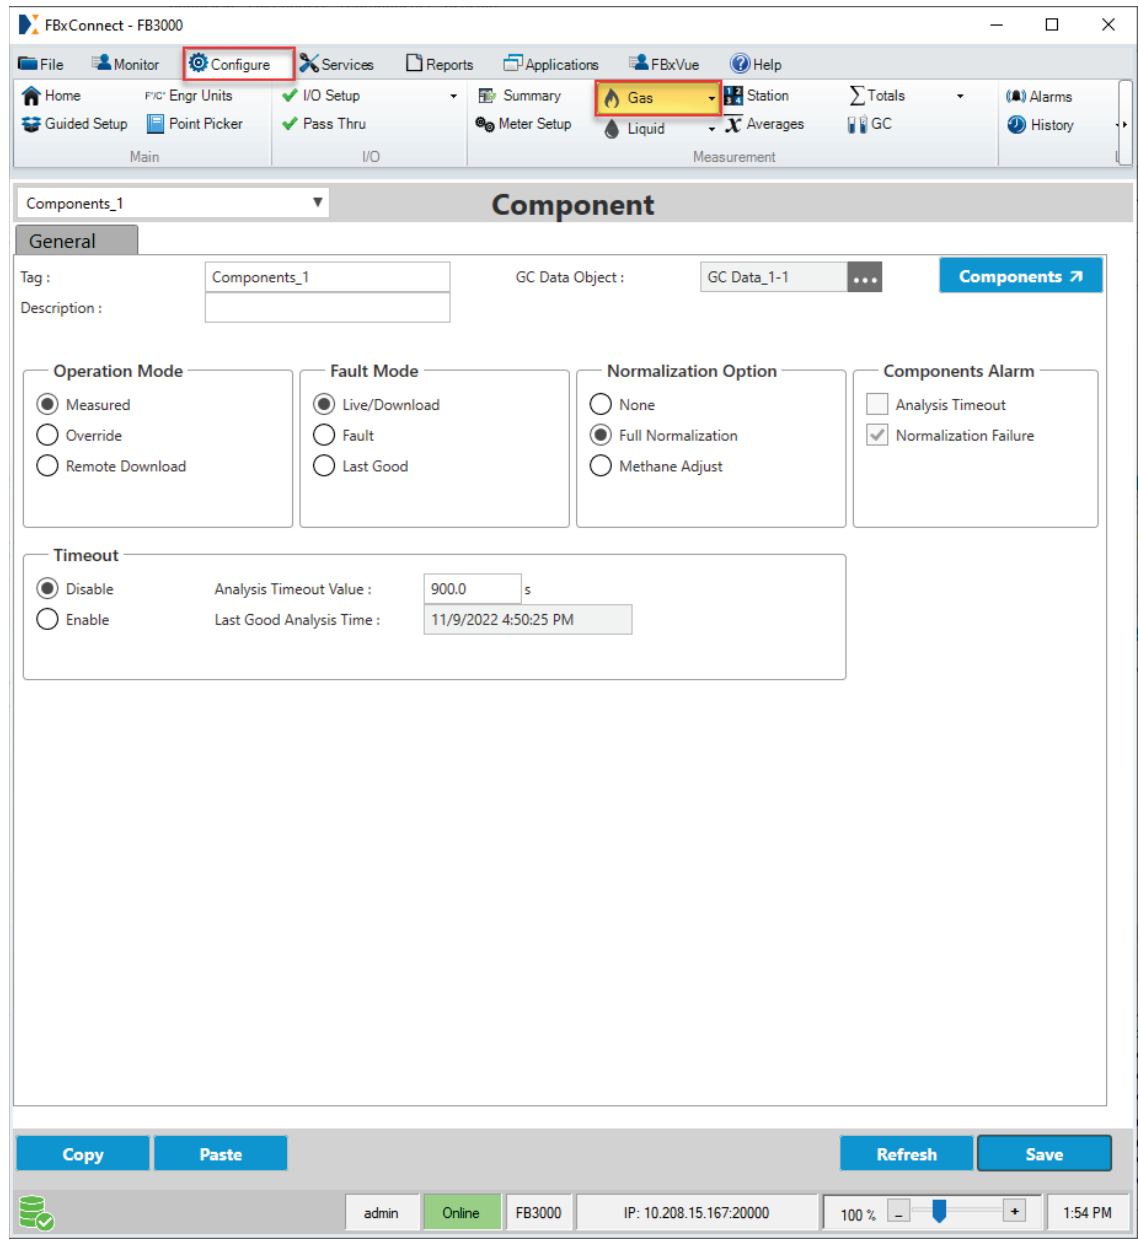 FBxConnect - FB3000
File Monitor Configure Services Reports Applications FBxVue Help
Home Engr Units I/O Setup Summary Gas Station Totals Alarms
Guided Setup Point Picker Pass Thru Meter Setup Liquid Averages GC History
Main I/O Measurement
Components_1 Component
General
Tag : Components_1 GC Data Object : GC Data_1-1 ... Components
Description :
Operation Mode Fault Mode Normalization Option Components Alarm
Measured Live/Download None Analysis Timeout
Override Fault Full Normalization Normalization Failure
Remote Download Last Good Methane Adjust
Timeout
Disable Analysis Timeout Value : 900.0 s
Enable Last Good Analysis Time : 11/9/2022 4:50:25 PM
Copy Paste Refresh Save
admin Online FB3000 IP: 10.208.15.167:20000 100 % - + 1:54 PM